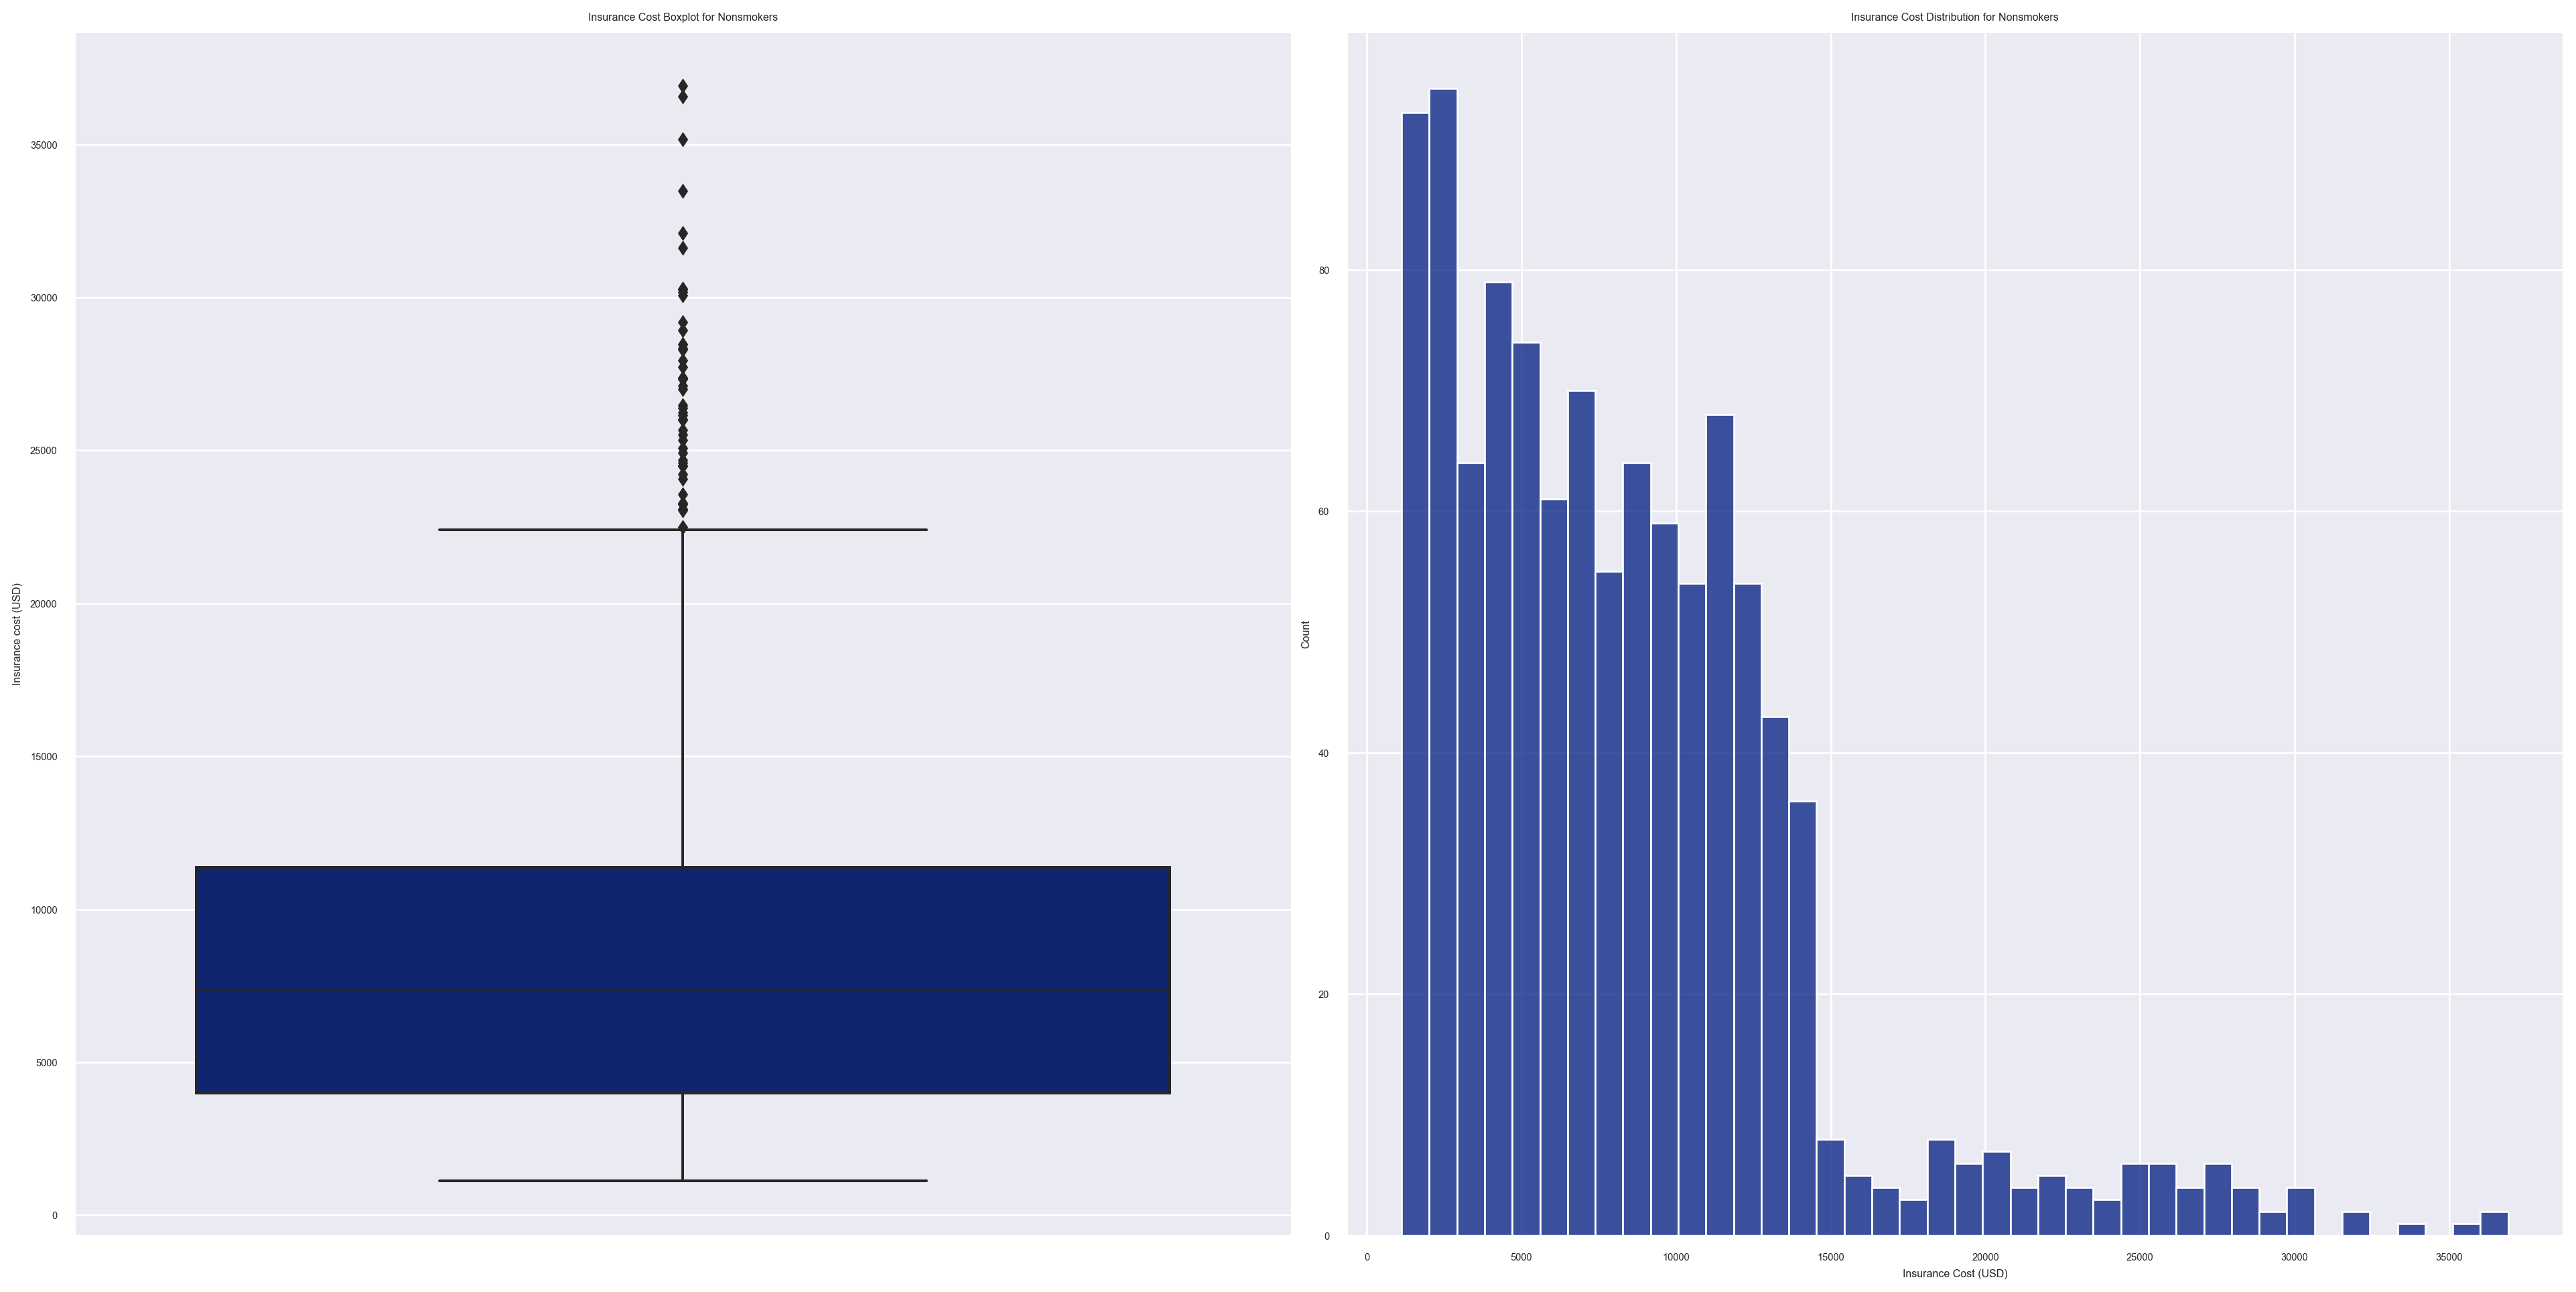 Insurance Cost Boxplot for Nonsmokers
35000
30000
25000
20000
15000
10000
5000
0
Insurance cost (USD)
Insurance Cost Distribution for Nonsmokers
80
60
40
20
0
Count
0 5000 10000 15000 20000 25000 30000 35000
Insurance Cost (USD)